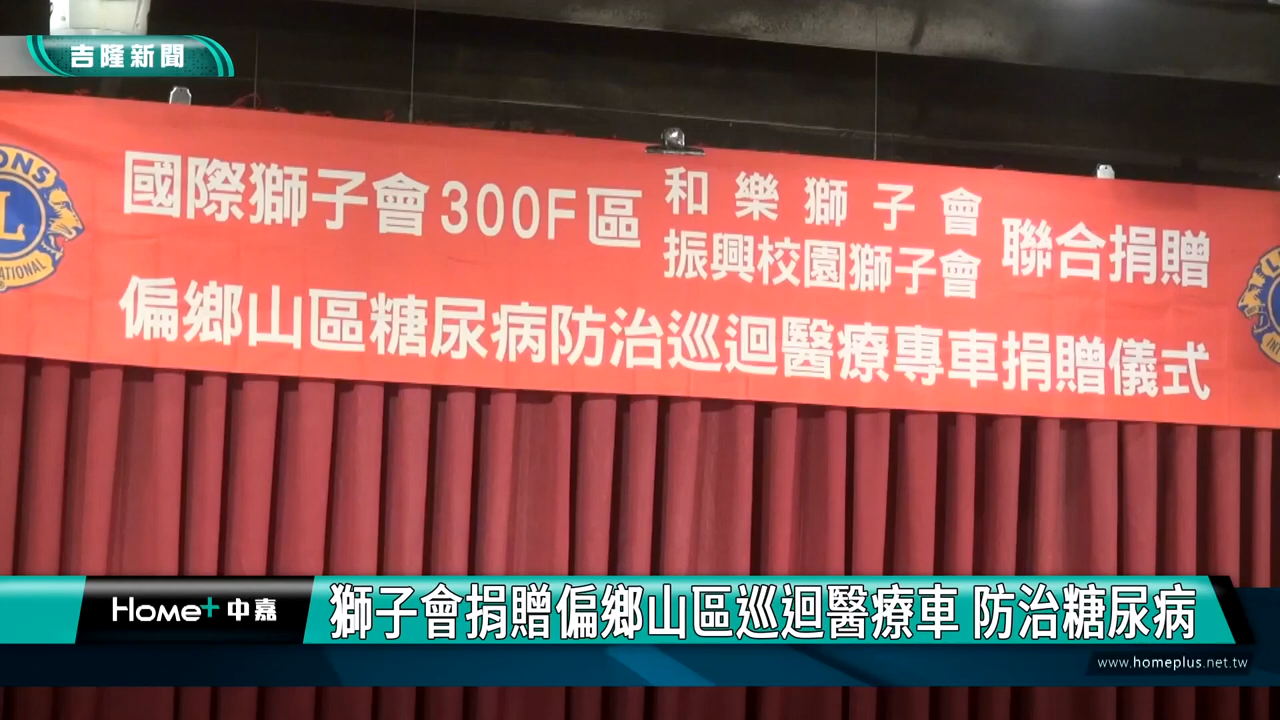 吉隆新聞
國際獅子會300F區 和樂獅子會 振興校園獅子會 聯合捐贈
偏鄉山區糖尿病防治巡迴醫療專車捐贈儀式
IONS
L
NATIONAL
Home+中嘉
獅子會捐贈偏鄉山區巡迴醫療車 防治糖尿病
www.homeplus.net.tw